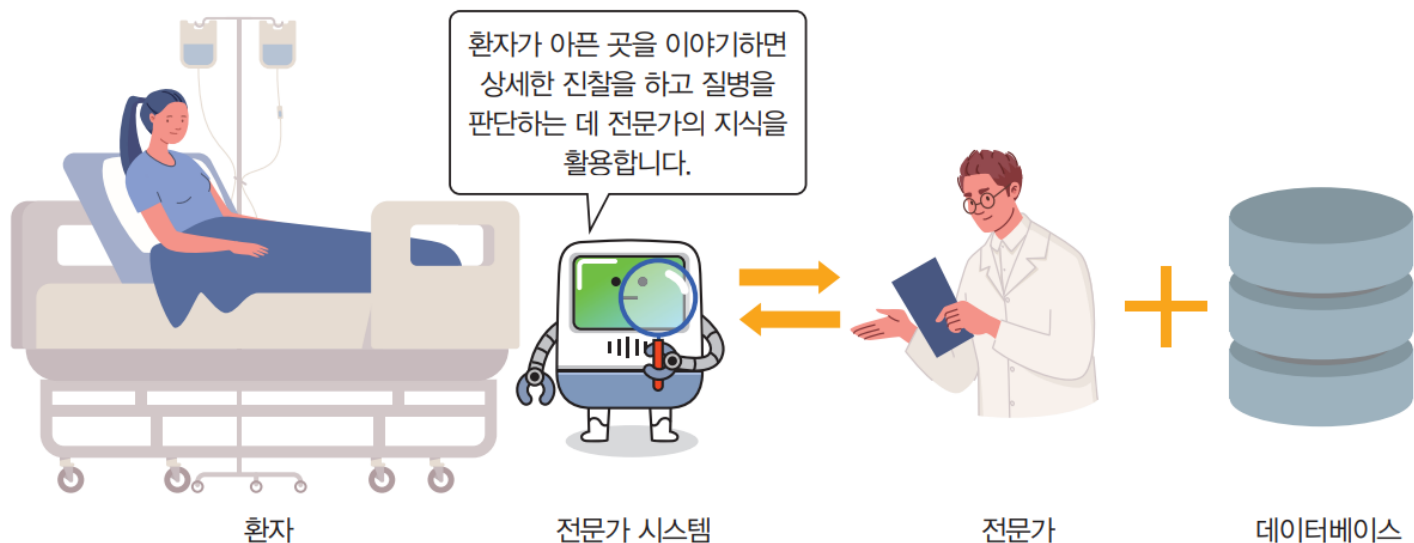 환자가 아픈 곳을 이야기하면
상세한 진찰을 하고 질병을
판단하는 데 전문가의 지식을
활용합니다.
환자
전문가 시스템
전문가
데이터베이스